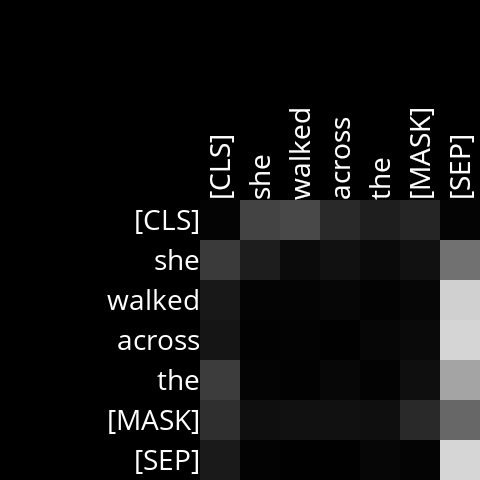 [CLS]
she
walked
across
the
[MASK]
[SEP]
[CLS]
she
walked
across
the
[MASK]
[SEP]